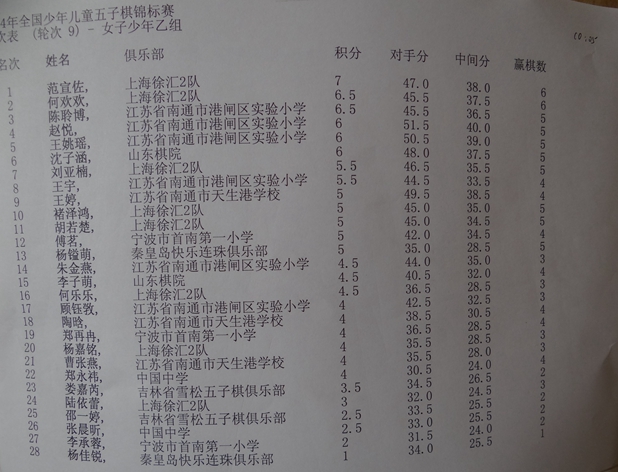 4年全国少年儿童五子棋锦标赛
次表 (轮次 9) - 女子少年乙组
名次 姓名 俱乐部 积分 对手分 中间分 赢棋数
1 范宜佐, 上海徐汇2队 7 47.0 38.0 6
2 何欢欢, 上海徐汇2队 6.5 45.5 37.5 6
3 陈聆博, 江苏省南通市港闸区实验小学 6.5 45.5 36.5 5
4 赵悦, 江苏省南通市港闸区实验小学 6 51.5 40.0 5
5 王姚瑶, 江苏省南通市港闸区实验小学 6 50.5 39.0 5
6 沈子涵, 山东棋院 6 48.0 37.5 5
7 刘亚楠, 上海徐汇2队 5.5 46.5 35.5 5
8 王宇, 江苏省南通市港闸区实验小学 5.5 44.5 33.5 4
9 王婷, 江苏省南通市天生港学校 5 49.5 38.5 4
10 褚泽鸿, 上海徐汇2队 5 45.0 35.0 5
11 胡若楚, 上海徐汇2队 5 45.0 34.5 5
12 傅茗, 宁波市首南第一小学 5 42.0 34.5 4
13 杨镒萌, 秦皇岛快乐连珠俱乐部 5 35.0 28.5 5
14 朱金燕, 江苏省南通市港闸区实验小学 4.5 44.0 35.0 3
15 李子萌, 山东棋院 4.5 40.5 32.0 4
16 何乐乐, 上海徐汇2队 4.5 36.5 28.5 3
17 顾钰敦, 江苏省南通市港闸区实验小学 4 42.5 32.5 3
18 陶晗, 江苏省南通市天生港学校 4 38.5 30.5 4
19 郑再冉, 宁波市首南第一小学 4 36.5 28.5 4
20 杨嘉铭, 上海徐汇2队 4 35.5 28.0 3
21 曹张燕, 江苏省南通市天生港学校 4 35.5 24.0 4
22 郑永祎, 中国中学 4 30.5 26.5 3
23 娄嘉芮, 吉林省雪松五子棋俱乐部 3.5 34.5 28.5 2
24 陆依蕾, 上海徐汇2队 3 32.0 24.5 3
25 邵一婷, 吉林省雪松五子棋俱乐部 2.5 33.5 25.5 2
26 张晨昕, 中国中学 2.5 33.0 25.5 2
27 李承蓉, 宁波市首南第一小学 2 31.5 24.0 2
28 杨佳锐, 秦皇岛快乐连珠俱乐部 1 34.0 25.5 1